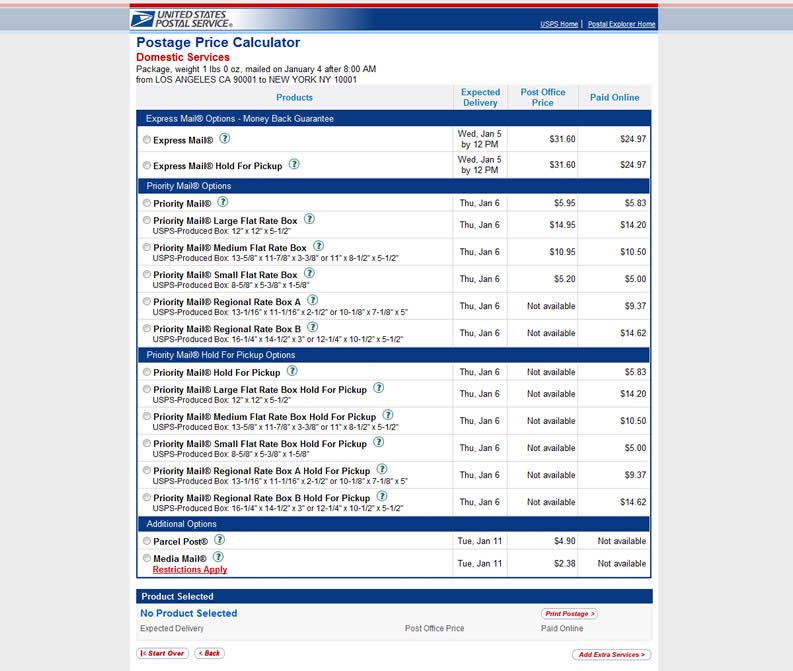 UNITED STATES
POSTAL SERVICE®
USPS Home | Postal Explorer Home
Postage Price Calculator
Domestic Services
Package, weight 1 lbs 0 oz, mailed on January 4 after 8:00 AM
from LOS ANGELES CA 90001 to NEW YORK NY 10001
Products Expected Delivery Post Office Price Paid Online
Express Mail® Options - Money Back Guarantee
Express Mail® ? Wed, Jan 5 by 12 PM $31.60 $24.97
Express Mail® Hold For Pickup ? Wed, Jan 5 by 12 PM $31.60 $24.97
Priority Mail® Options
Priority Mail® ? Thu, Jan 6 $5.95 $5.83
Priority Mail® Large Flat Rate Box ? Thu, Jan 6 $14.95 $14.20
USPS-Produced Box: 12" x 12" x 5-1/2"
Priority Mail® Medium Flat Rate Box ? Thu, Jan 6 $10.95 $10.50
USPS-Produced Box: 13-5/8" x 11-7/8" x 3-3/8" or 11" x 8-1/2" x 5-1/2"
Priority Mail® Small Flat Rate Box ? Thu, Jan 6 $5.20 $5.00
USPS-Produced Box: 8-5/8" x 5-3/8" x 1-5/8"
Priority Mail® Regional Rate Box A ? Thu, Jan 6 Not available $9.37
USPS-Produced Box: 13-1/16" x 11-1/16" x 2-1/2" or 10-1/8" x 7-1/8" x 5"
Priority Mail® Regional Rate Box B ? Thu, Jan 6 Not available $14.62
USPS-Produced Box: 16-1/4" x 14-1/2" x 3" or 12-1/4" x 10-1/2" x 5-1/2"
Priority Mail® Hold For Pickup Options
Priority Mail® Hold For Pickup ? Thu, Jan 6 Not available $5.83
Priority Mail® Large Flat Rate Box Hold For Pickup ? Thu, Jan 6 Not available $14.20
USPS-Produced Box: 12" x 12" x 5-1/2"
Priority Mail® Medium Flat Rate Box Hold For Pickup ? Thu, Jan 6 Not available $10.50
USPS-Produced Box: 13-5/8" x 11-7/8" x 3-3/8" or 11" x 8-1/2" x 5-1/2"
Priority Mail® Small Flat Rate Box Hold For Pickup ? Thu, Jan 6 Not available $5.00
USPS-Produced Box: 8-5/8" x 5-3/8" x 1-5/8"
Priority Mail® Regional Rate Box A Hold For Pickup ? Thu, Jan 6 Not available $9.37
USPS-Produced Box: 13-1/16" x 11-1/16" x 2-1/2" or 10-1/8" x 7-1/8" x 5"
Priority Mail® Regional Rate Box B Hold For Pickup ? Thu, Jan 6 Not available $14.62
USPS-Produced Box: 16-1/4" x 14-1/2" x 3" or 12-1/4" x 10-1/2" x 5-1/2"
Additional Options
Parcel Post® ? Tue, Jan 11 $4.90 Not available
Media Mail® ? Tue, Jan 11 $2.38 Not available
Restrictions Apply
Product Selected
No Product Selected Print Postage >
Expected Delivery Post Office Price Paid Online
|< Start Over < Back Add Extra Services >